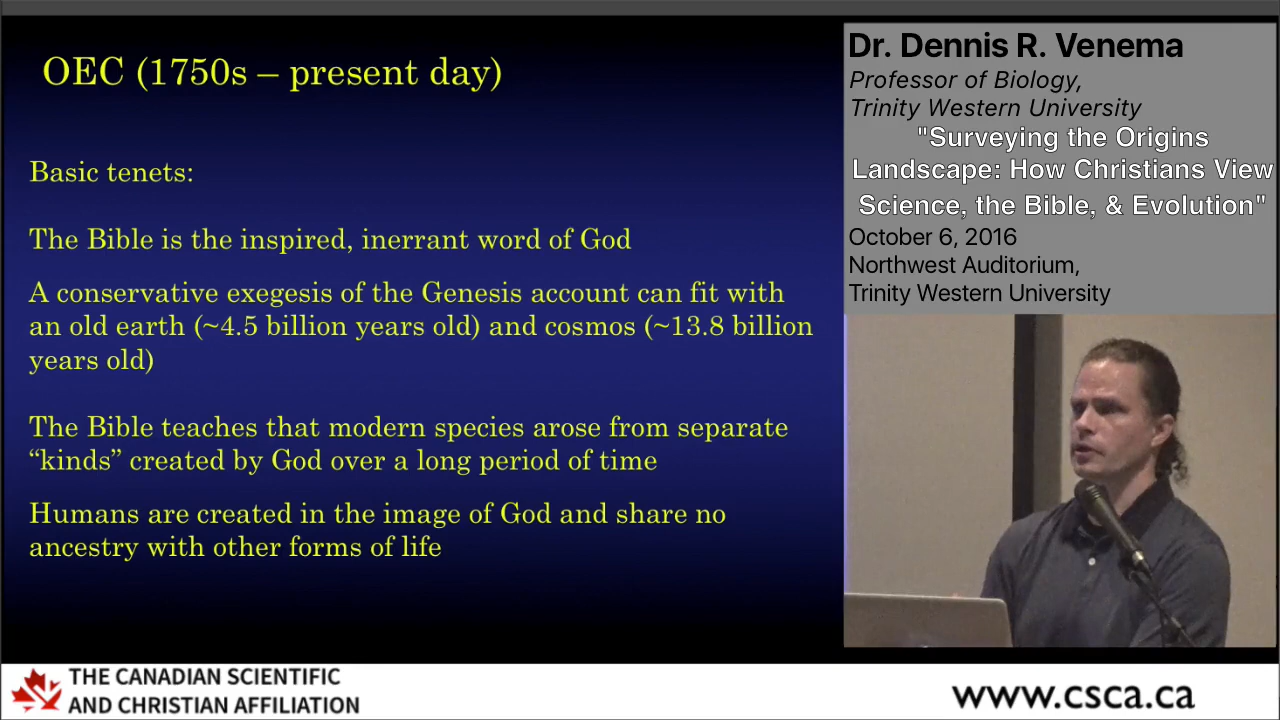 OEC (1750s – present day)
Basic tenets:
The Bible is the inspired, inerrant word of God
A conservative exegesis of the Genesis account can fit with
an old earth (~4.5 billion years old) and cosmos (~13.8 billion
years old)
The Bible teaches that modern species arose from separate
“kinds” created by God over a long period of time
Humans are created in the image of God and share no
ancestry with other forms of life
Dr. Dennis R. Venema
Professor of Biology,
Trinity Western University
"Surveying the Origins
Landscape: How Christians View
Science, the Bible, & Evolution"
October 6, 2016
Northwest Auditorium,
Trinity Western University
THE CANADIAN SCIENTIFIC
AND CHRISTIAN AFFILIATION
www.csca.ca